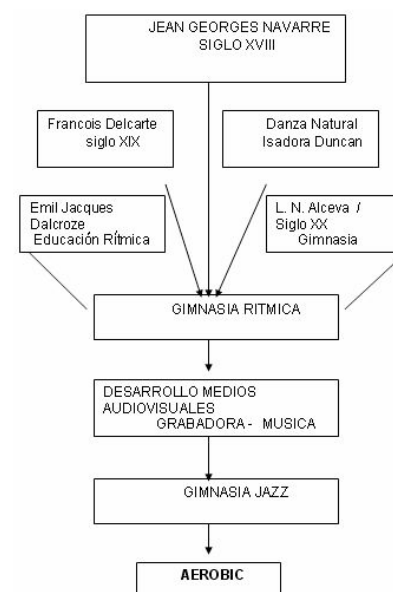 JEAN GEORGES NAVARRE
SIGLO XVIII
Francois Delcarte
siglo XIX
Danza Natural
Isadora Duncan
Emil Jacques
Dalcroze
Educación Rítmica
L. N. Alceva /
Siglo XX
Gimnasia
GIMNASIA RITMICA
DESARROLLO MEDIOS
AUDIOVISUALES
GRABADORA - MUSICA
GIMNASIA JAZZ
AEROBIC